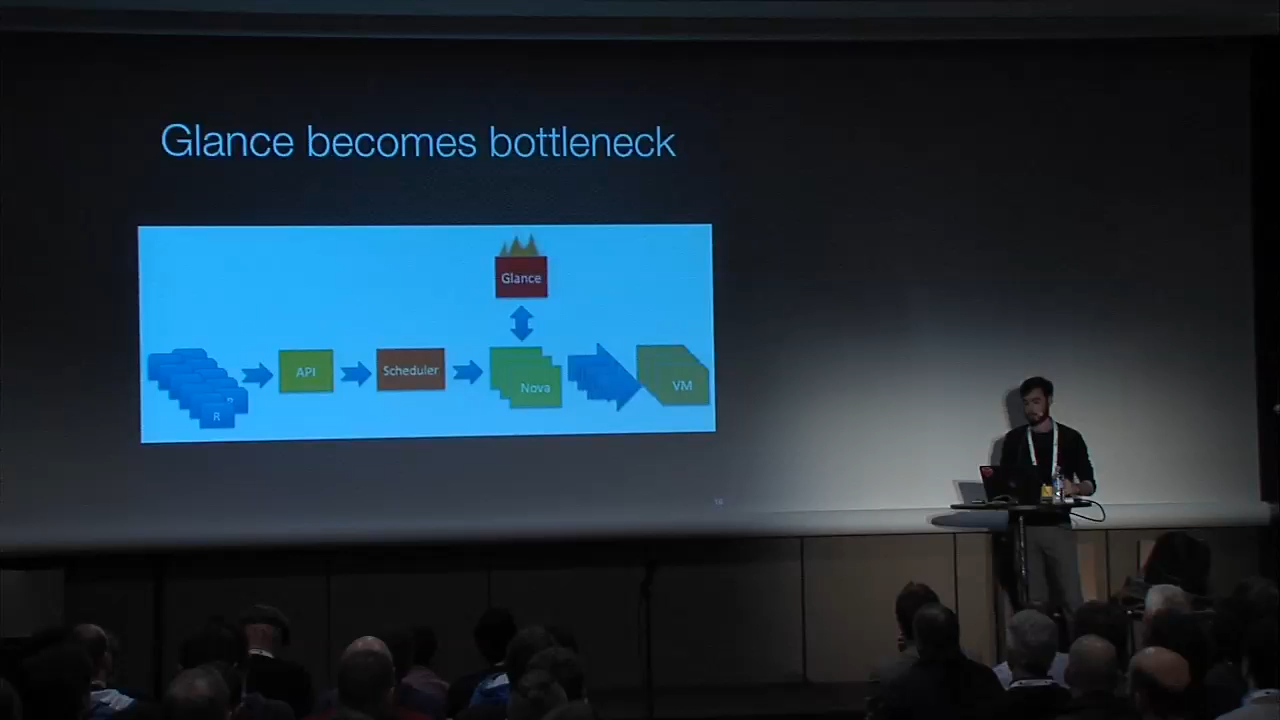 Glance becomes bottleneck
Glance
R
API
Scheduler
Nova
VM
R